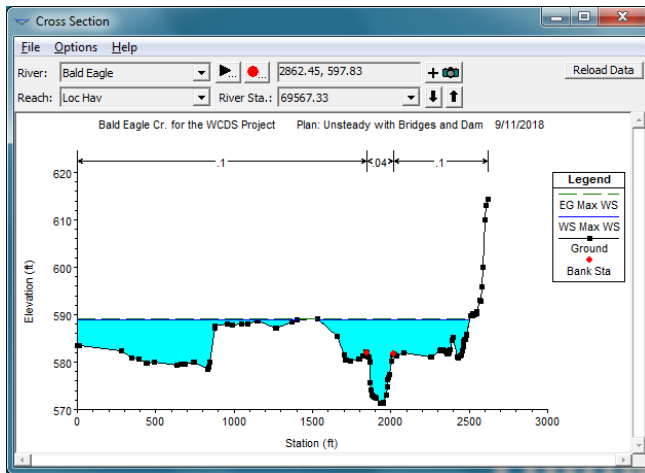 Cross Section
File Options Help
River: Bald Eagle 2862.45, 597.83 Reload Data
Reach: Loc Hav River Sta.: 69567.33
Bald Eagle Cr. for the WCDS Project Plan: Unsteady with Bridges and Dam 9/11/2018
.1 .04 .1
Legend
EG Max WS
WS Max WS
Ground
Bank Sta
Elevation (ft)
620
610
600
590
580
570
0 500 1000 1500 2000 2500 3000
Station (ft)